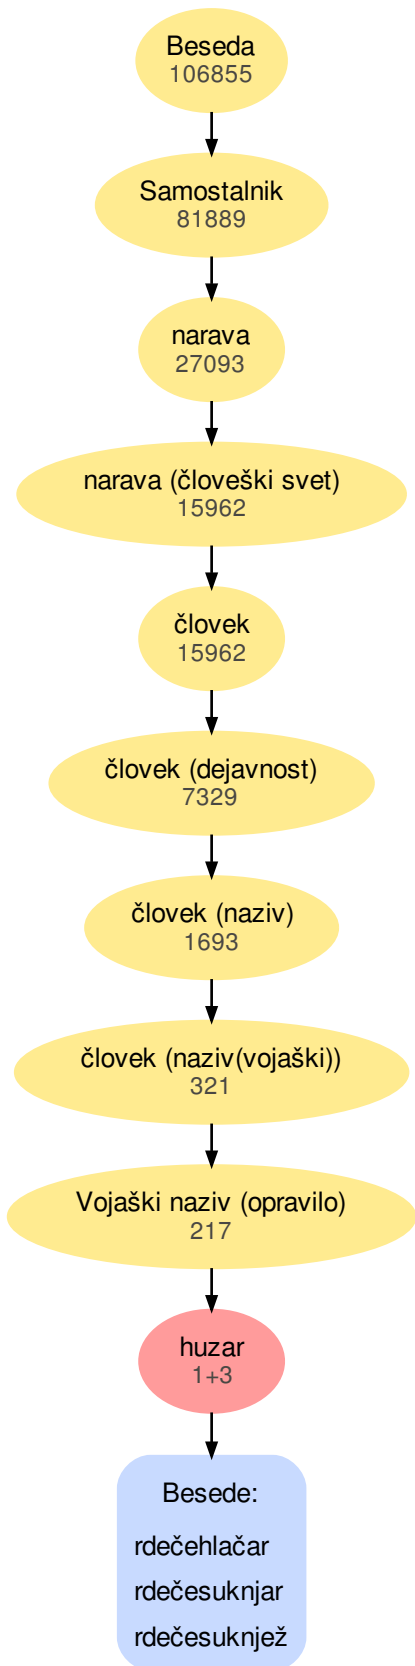 Beseda
106855
Samostalnik
81889
narava
27093
narava (človeški svet)
15962
človek
15962
človek (dejavnost)
7329
človek (naziv)
1693
človek (naziv(vojaški))
321
Vojaški naziv (opravilo)
217
huzar
1+3
Besede:
rdečehlačar
rdečesuknjar
rdečesuknjež